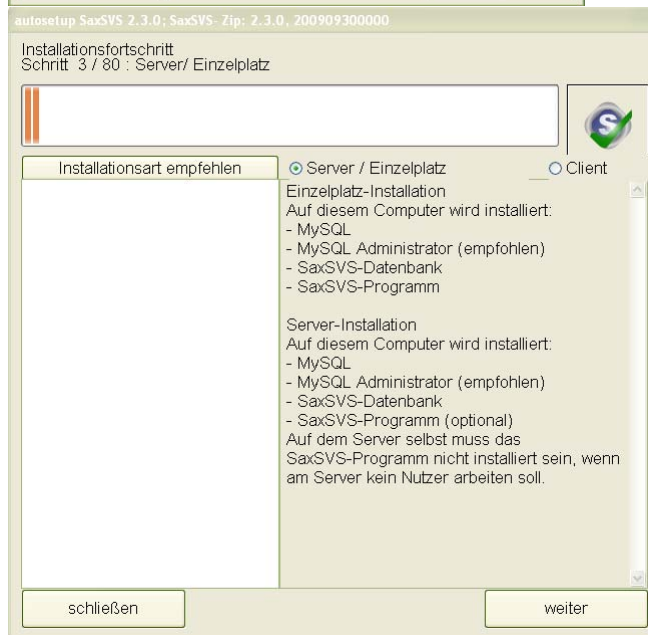 autosetup SaxSVS 2.3.0; SaxSVS-Zip: 2.3.0, 200909300000
Installationsfortschritt
Schritt 3 / 80 : Server/ Einzelplatz
S
Installationsart empfehlen
Server / Einzelplatz
Client
Einzelplatz-Installation
Auf diesem Computer wird installiert:
- MySQL
- MySQL Administrator (empfohlen)
- SaxSVS-Datenbank
- SaxSVS-Programm
Server-Installation
Auf diesem Computer wird installiert:
- MySQL
- MySQL Administrator (empfohlen)
- SaxSVS-Datenbank
- SaxSVS-Programm (optional)
Auf dem Server selbst muss das
SaxSVS-Programm nicht installiert sein, wenn
am Server kein Nutzer arbeiten soll.
schließen
weiter